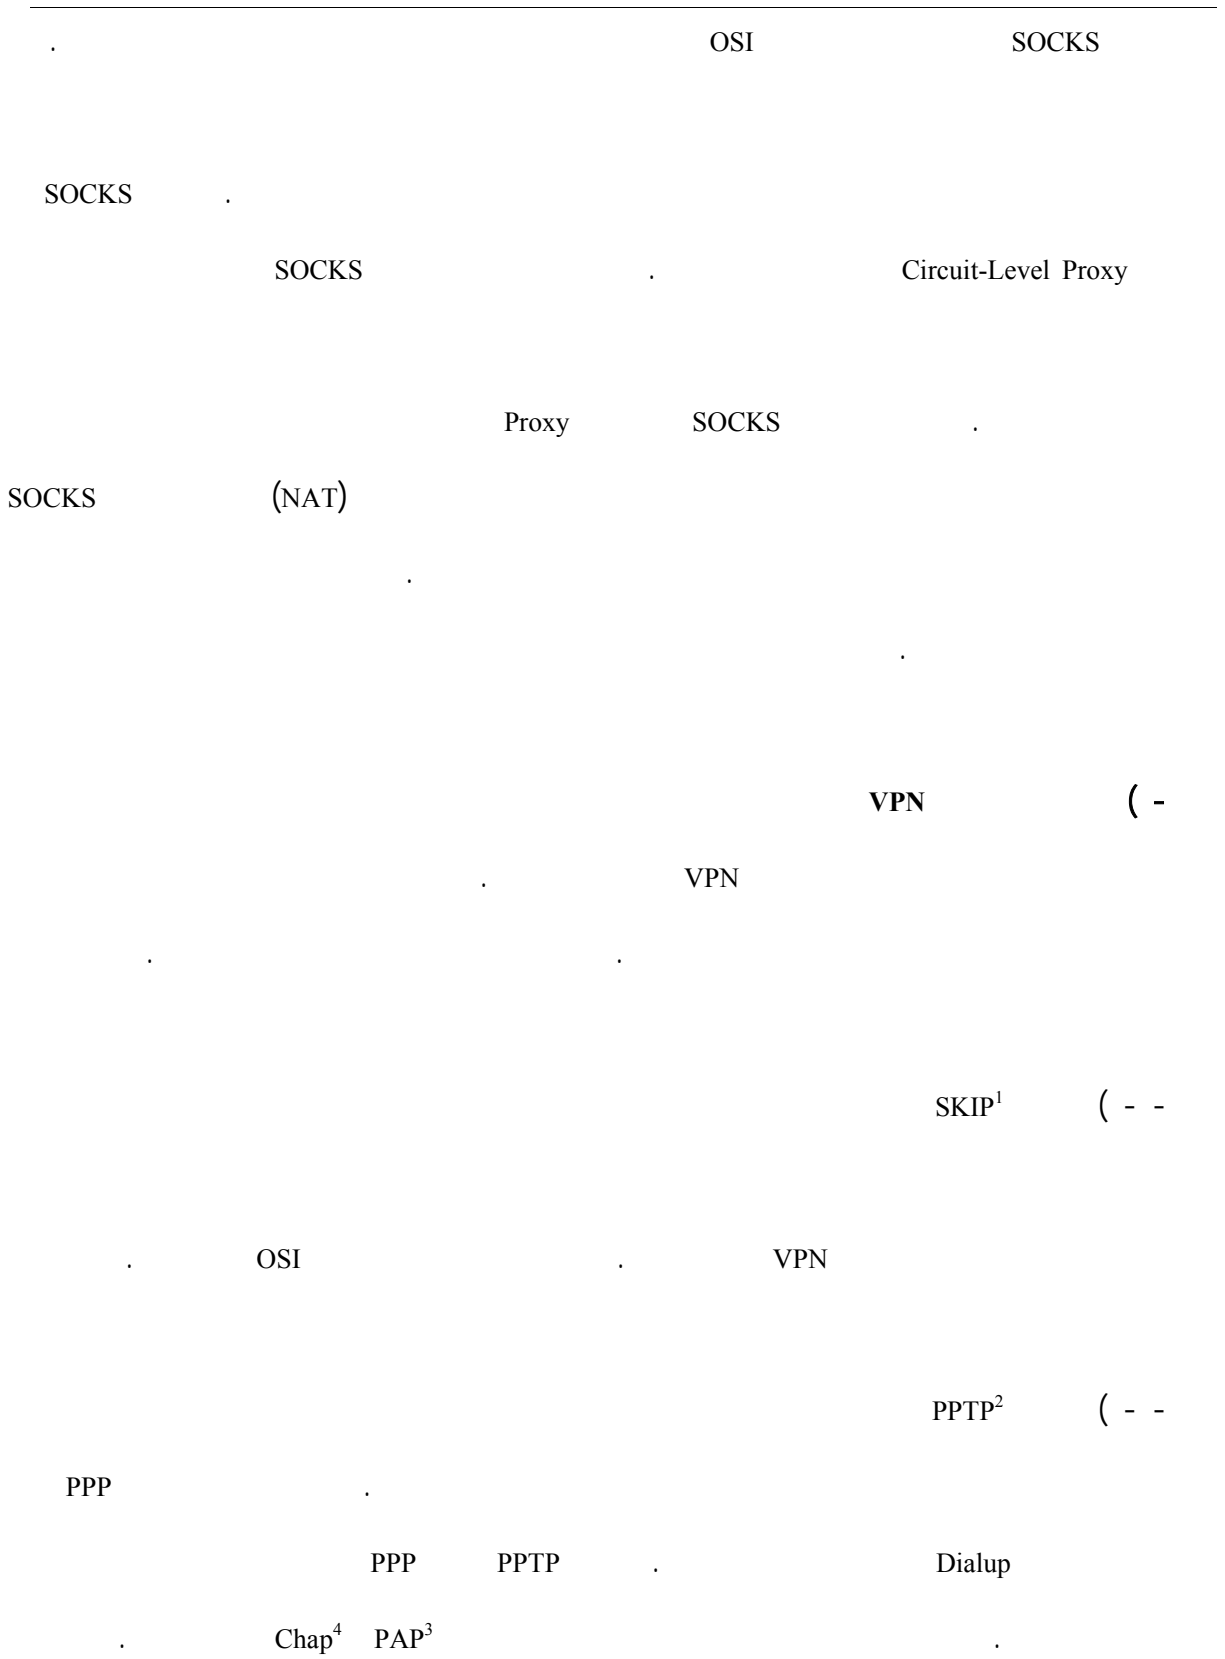 SOCKS OSI .
. SOCKS
Circuit-Level Proxy . SOCKS
. SOCKS Proxy
(NAT) SOCKS
.
.
- ( VPN
VPN .
. .
- - ( SKIP¹
VPN . OSI .
- - ( PPTP²
. PPP
Dialup . PPTP PPP
. PAP³ Chap⁴ .